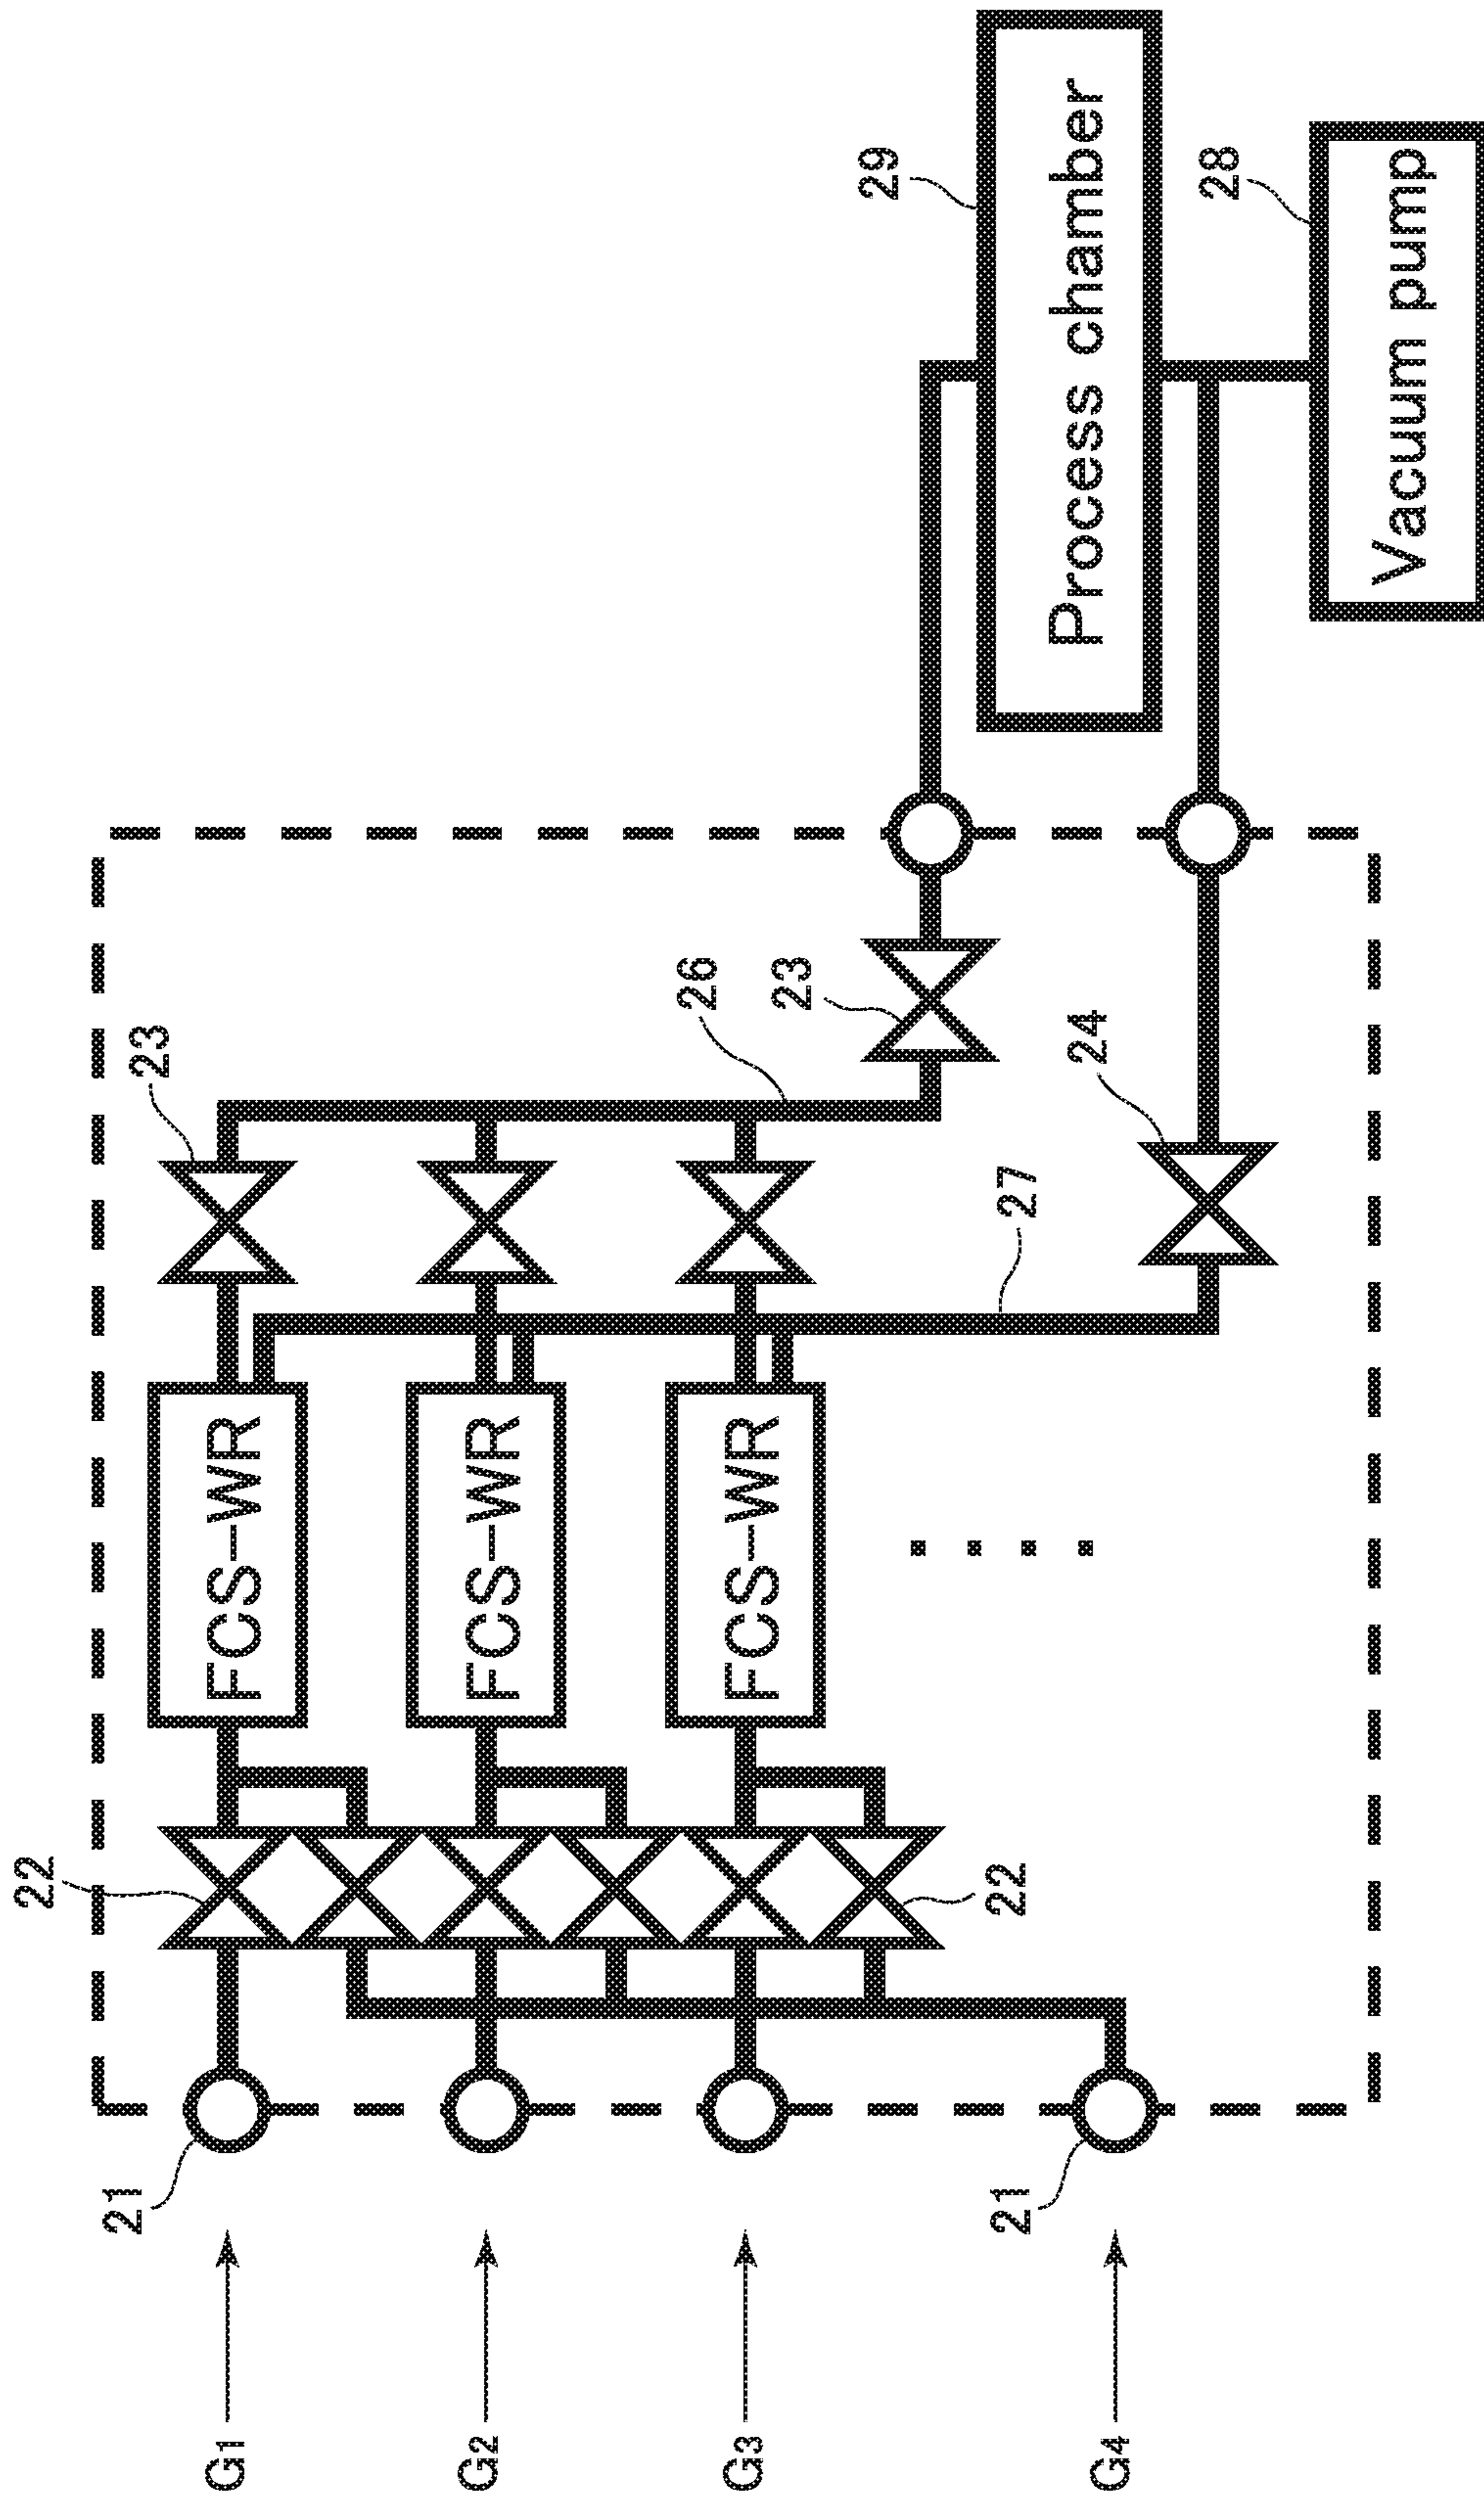 G1
G2
G3
G4
21
21
22
22
FCS-WR
FCS-WR
FCS-WR
27
23
26
23
24
29
Process chamber
28
Vacuum pump